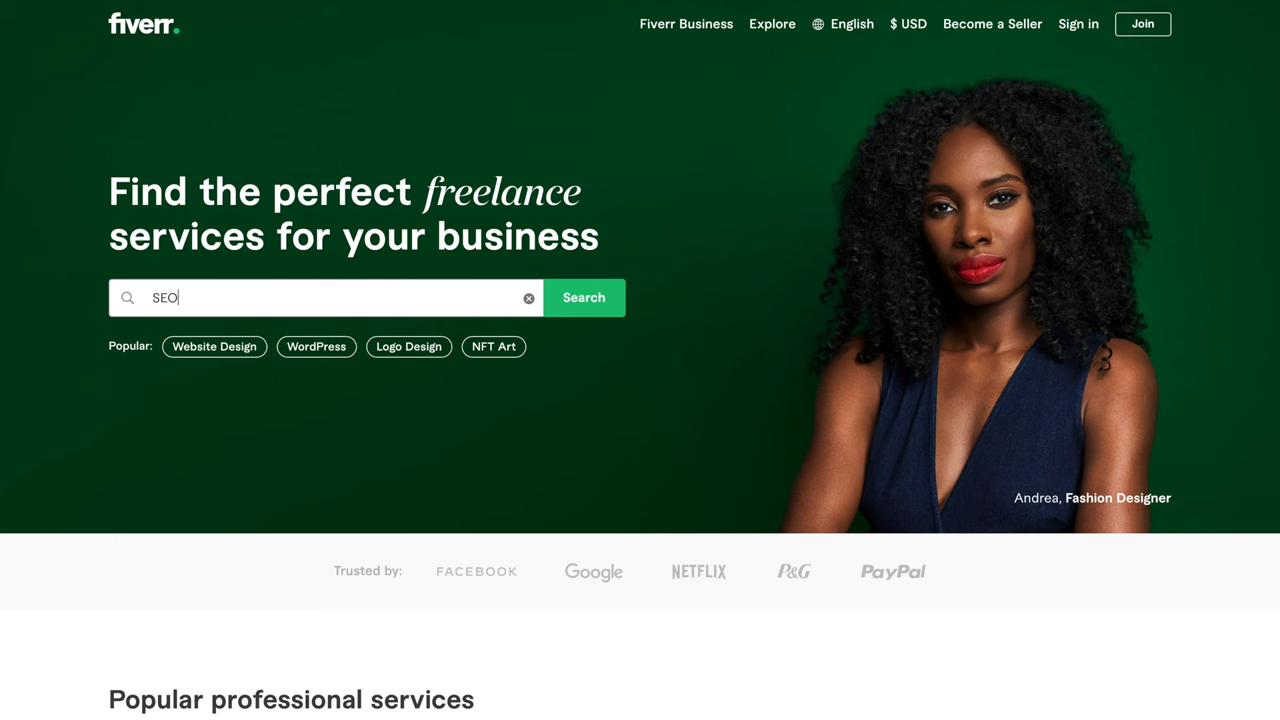 fiverr.
Fiverr Business Explore English $ USD Become a Seller Sign in Join
Find the perfect freelance
services for your business
SEO Search
Popular: Website Design WordPress Logo Design NFT Art
Andrea, Fashion Designer
Trusted by: FACEBOOK Google NETFLIX P&G PayPal
Popular professional services